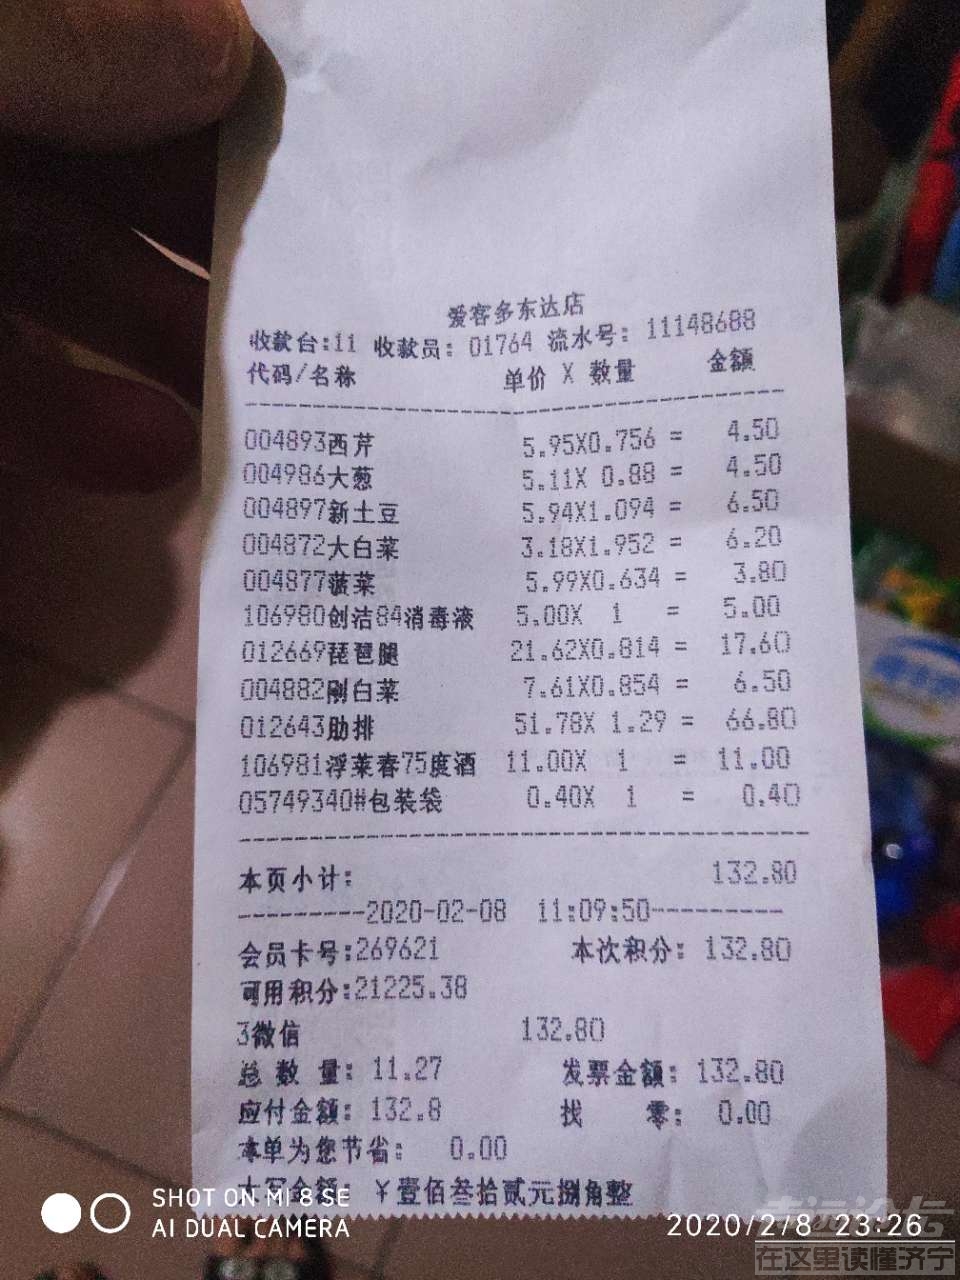 爱客多东达店
收款台:11 收款员: 01764 流水号: 11148688
代码/名称 单价 X 数量 金额
004893西芹 5.95X0.756 = 4.50
004986大葱 5.11X 0.88 = 4.50
004897新土豆 5.94X1.094 = 6.50
004872大白菜 3.18X1.952 = 6.20
004877菠菜 5.99X0.634 = 3.80
106980创洁84消毒液 5.00X 1 = 5.00
012669琵琶腿 21.62X0.814 = 17.60
004882刚白菜 7.61X0.854 = 6.50
012643肋排 51.78X 1.29 = 66.80
106981浮莱春75度酒 11.00X 1 = 11.00
05749340#包装袋 0.40X 1 = 0.40
本页小计: 132.80
---------2020-02-08 11:09:50---------
会员卡号:269621 本次积分: 132.80
可用积分:21225.38
3微信 132.80
总 数 量: 11.27 发票金额: 132.80
应付金额: 132.8 找 零: 0.00
本单为您节省: 0.00
大写金额: ￥壹佰叁拾贰元捌角整
SHOT ON MI 8 SE
AI DUAL CAMERA
2020/2/8 23:26
在这里读懂济宁